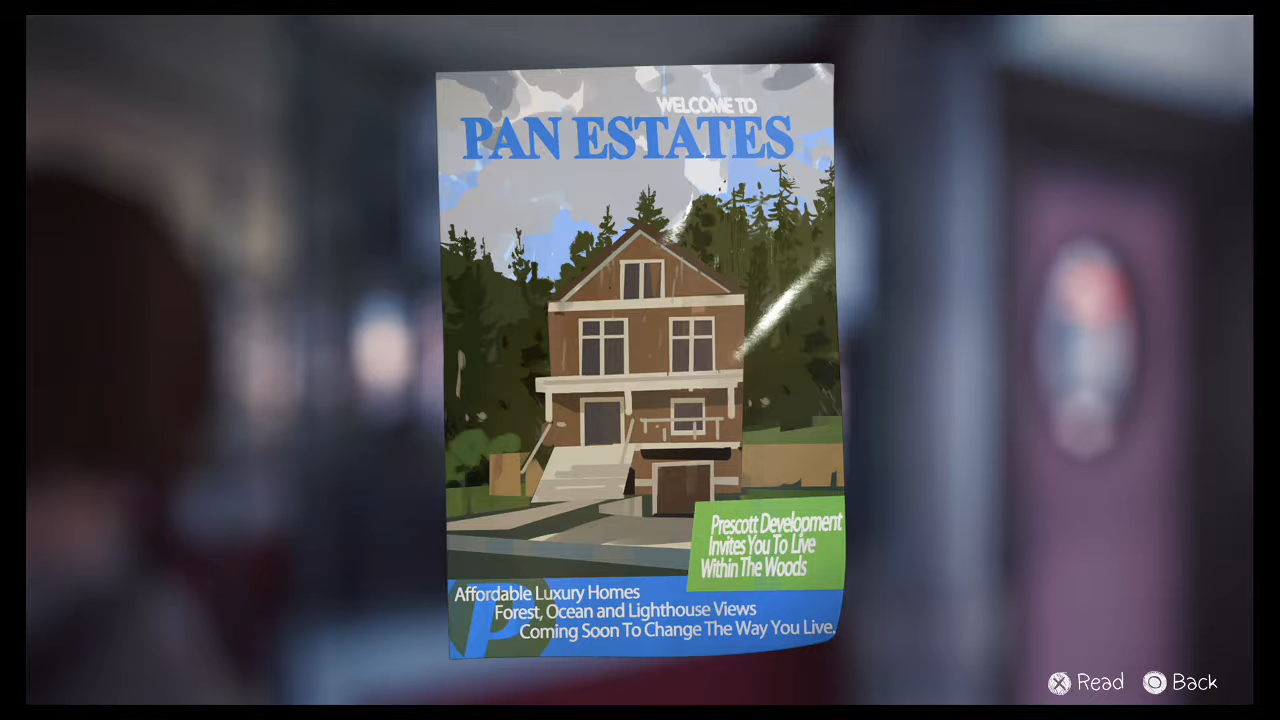 WELCOME TO
PAN ESTATES
Prescott Development
Invites You To Live
Within The Woods
Affordable Luxury Homes
Forest, Ocean and Lighthouse Views
Coming Soon To Change The Way You Live.
P
Read
Back